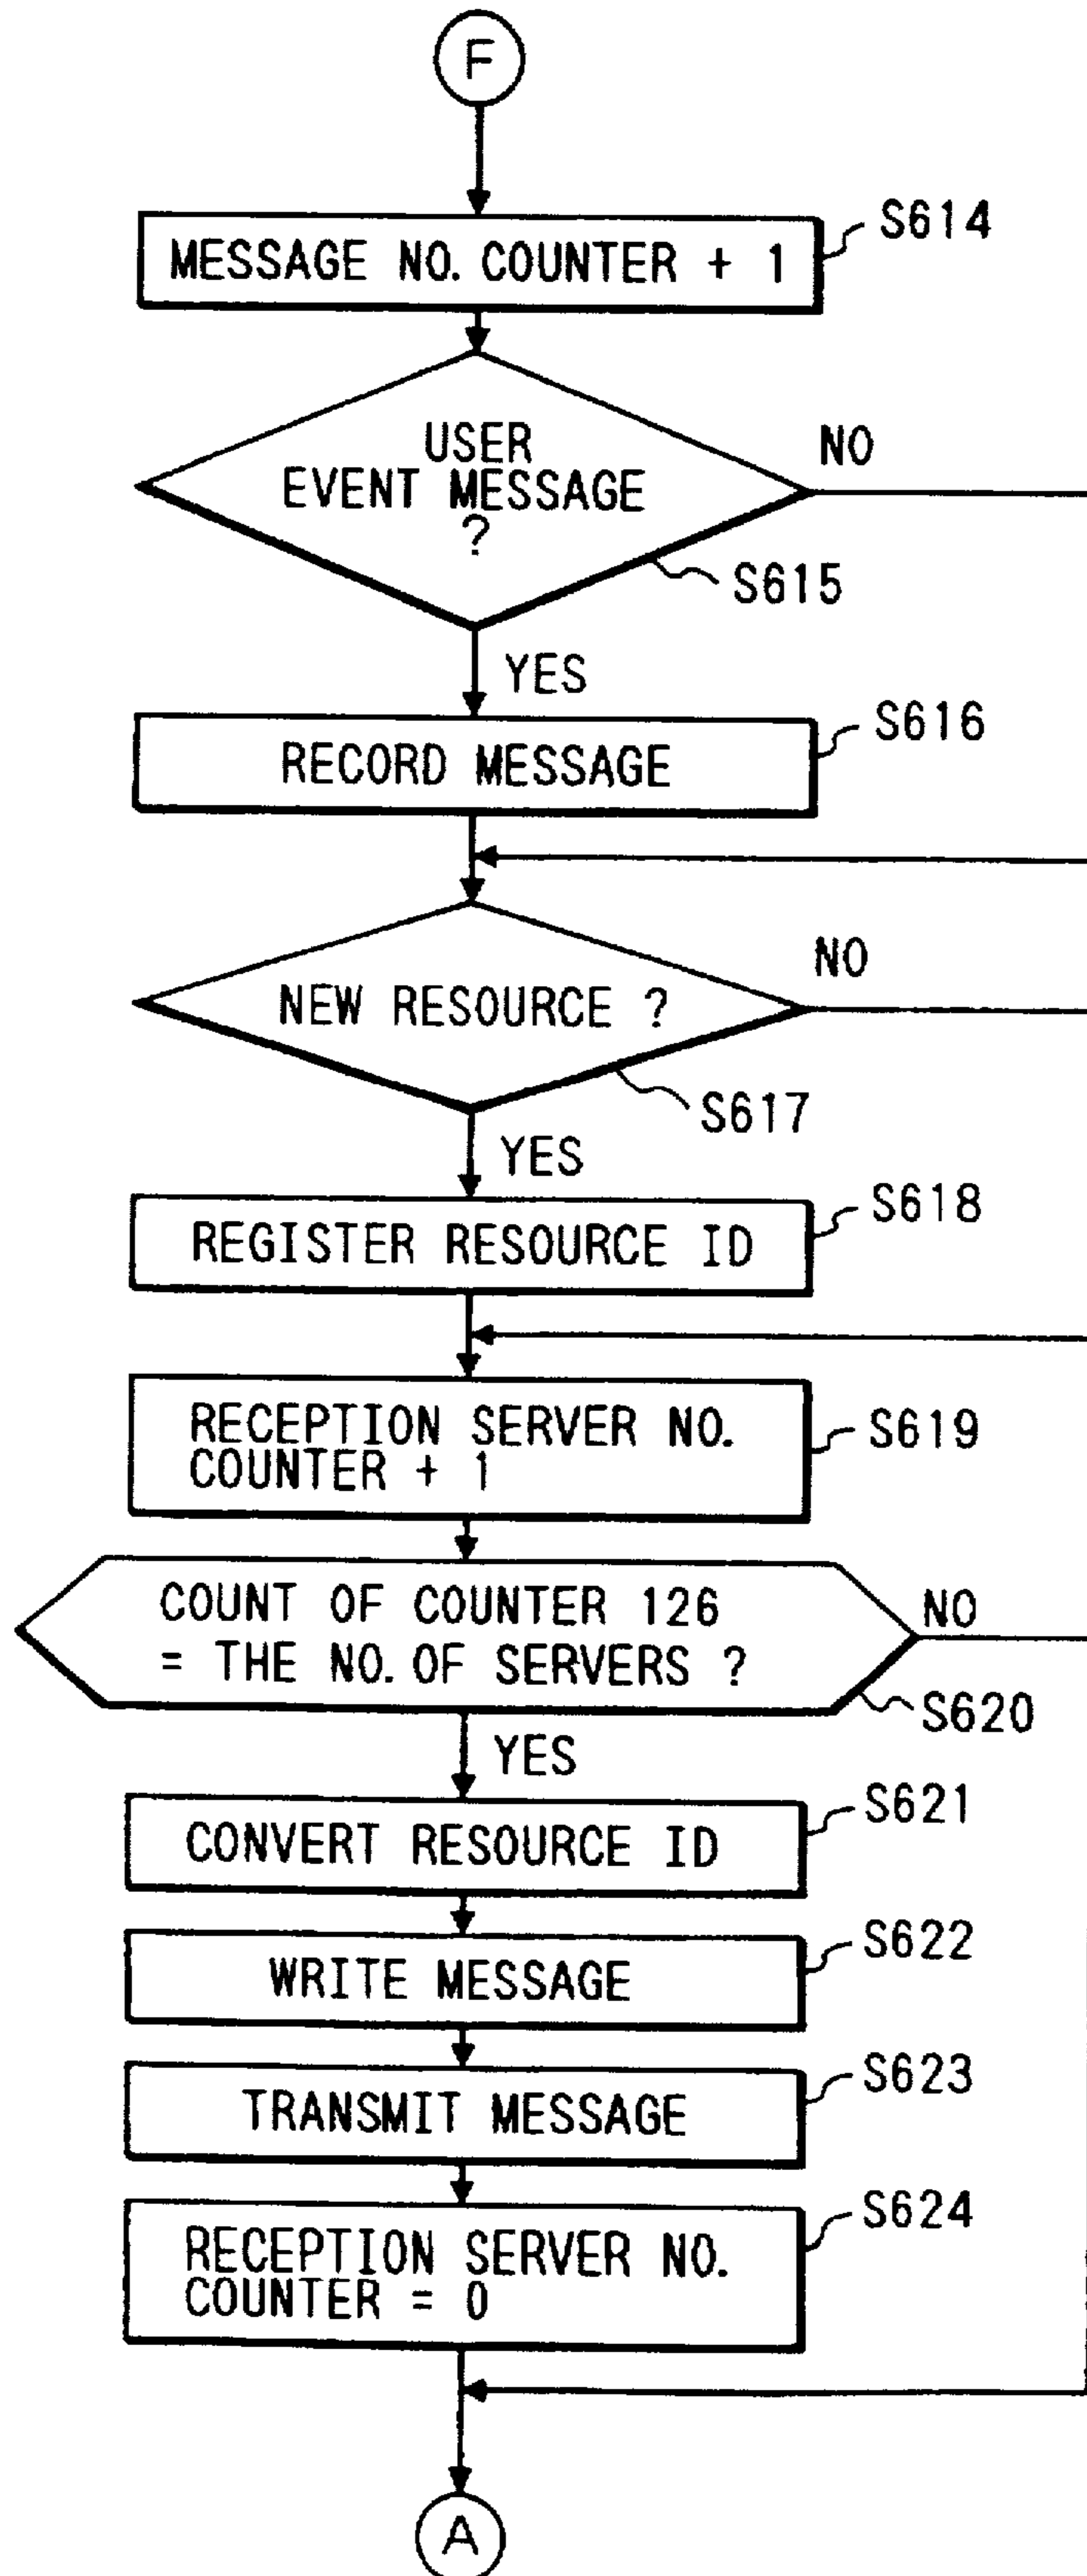 F
MESSAGE NO. COUNTER + 1
S614
USER
EVENT MESSAGE
?
NO
S615
YES
RECORD MESSAGE
S616
NEW RESOURCE ?
NO
S617
YES
REGISTER RESOURCE ID
S618
RECEPTION SERVER NO.
COUNTER + 1
S619
COUNT OF COUNTER 126
= THE NO. OF SERVERS ?
NO
S620
YES
CONVERT RESOURCE ID
S621
WRITE MESSAGE
S622
TRANSMIT MESSAGE
S623
RECEPTION SERVER NO.
COUNTER = 0
S624
A